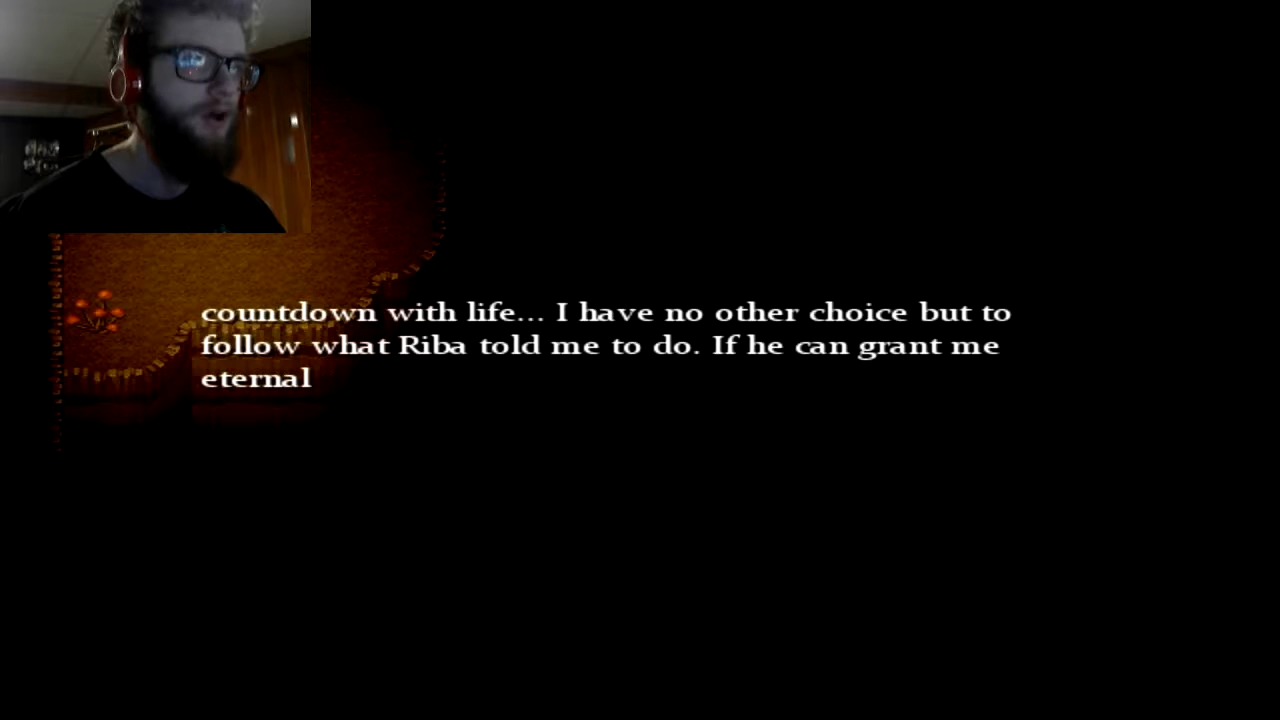 countdown with life... I have no other choice but to
follow what Riba told me to do. If he can grant me
eternal